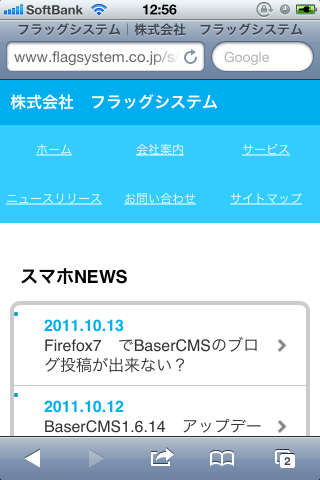 SoftBank 12:56
フラッグシステム｜株式会社　フラッグシステム
www.flagsystem.co.jp/s/ Google
株式会社　フラッグシステム
ホーム 会社案内 サービス
ニュースリリース お問い合わせ サイトマップ
スマホNEWS
2011.10.13
Firefox7　でBaserCMSのブロ
グ投稿が出来ない？
2011.10.12
BaserCMS1.6.14　アップデー
2